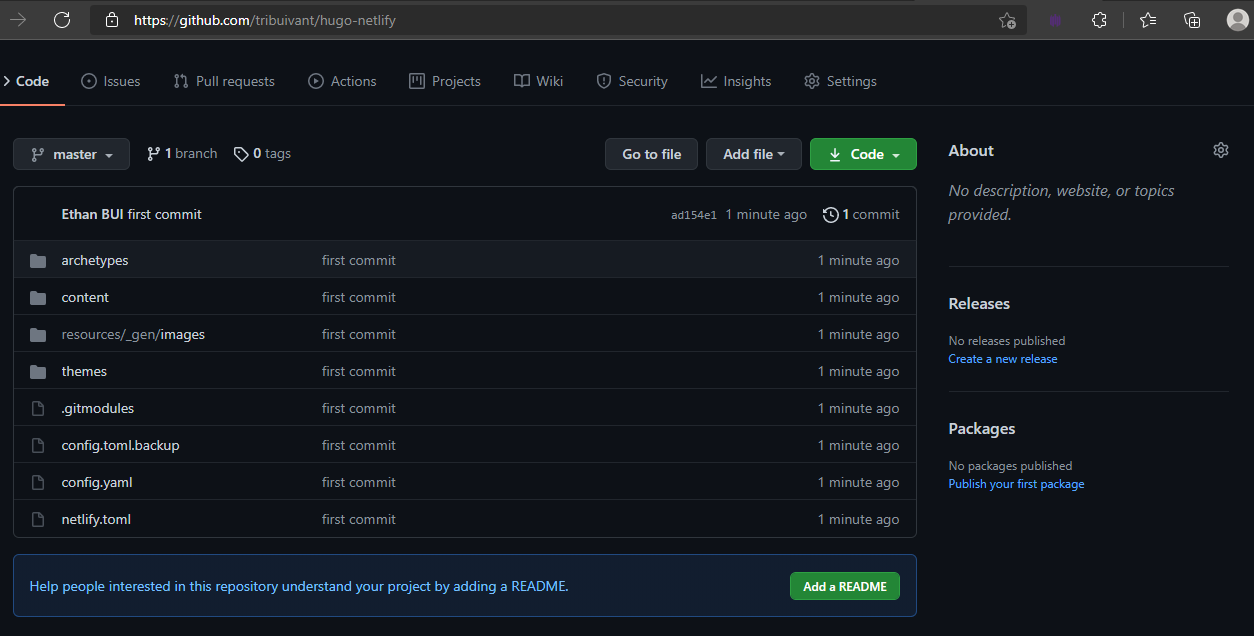 https://github.com/tribuivant/hugo-netlify
Code Issues Pull requests Actions Projects Wiki Security Insights Settings
master 1 branch 0 tags Go to file Add file Code
Ethan BUI first commit ad154e1 1 minute ago 1 commit
archetypes first commit 1 minute ago
content first commit 1 minute ago
resources/_gen/images first commit 1 minute ago
themes first commit 1 minute ago
.gitmodules first commit 1 minute ago
config.toml.backup first commit 1 minute ago
config.yaml first commit 1 minute ago
netlify.toml first commit 1 minute ago
Help people interested in this repository understand your project by adding a README. Add a README
About
No description, website, or topics
provided.
Releases
No releases published
Create a new release
Packages
No packages published
Publish your first package